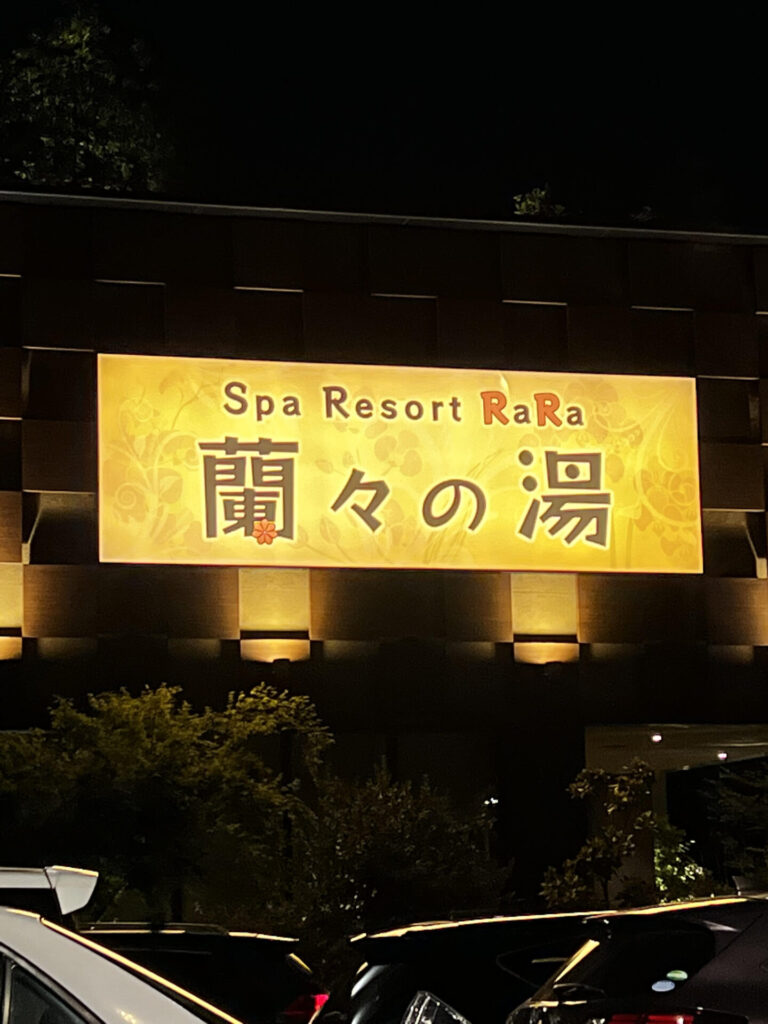 Spa Resort RaRa
蘭々の湯